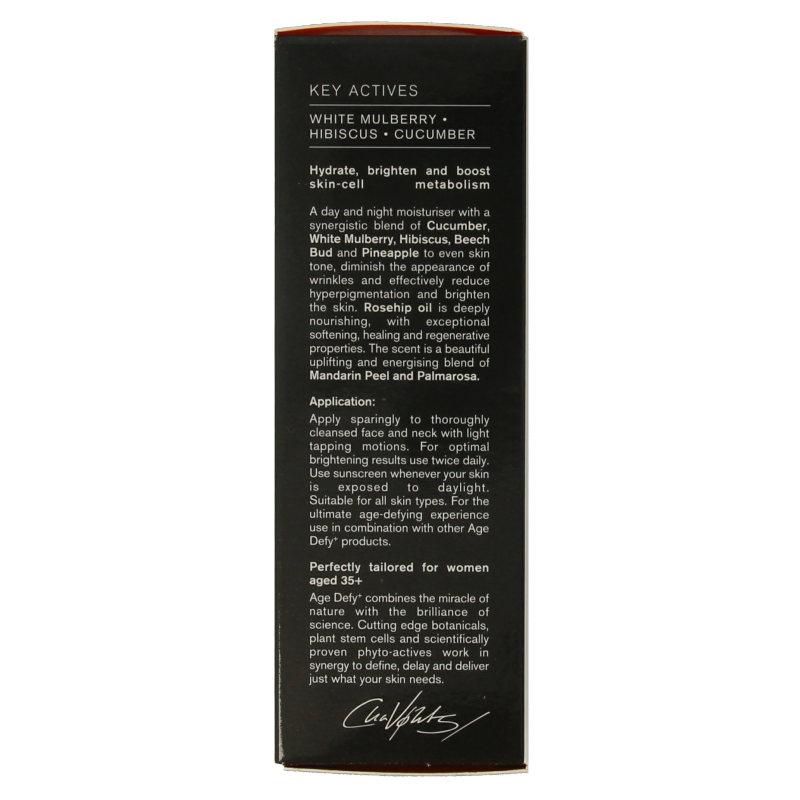 KEY ACTIVES
WHITE MULBERRY •
HIBISCUS • CUCUMBER
Hydrate, brighten and boost
skin-cell metabolism
A day and night moisturiser with a
synergistic blend of Cucumber,
White Mulberry, Hibiscus, Beech
Bud and Pineapple to even skin
tone, diminish the appearance of
wrinkles and effectively reduce
hyperpigmentation and brighten
the skin. Rosehip oil is deeply
nourishing, with exceptional
softening, healing and regenerative
properties. The scent is a beautiful
uplifting and energising blend of
Mandarin Peel and Palmarosa.
Application:
Apply sparingly to thoroughly
cleansed face and neck with light
tapping motions. For optimal
brightening results use twice daily.
Use sunscreen whenever your skin
is exposed to daylight.
Suitable for all skin types. For the
ultimate age-defying experience
use in combination with other Age
Defy⁺ products.
Perfectly tailored for women
aged 35+
Age Defy⁺ combines the miracle of
nature with the brilliance of
science. Cutting edge botanicals,
plant stem cells and scientifically
proven phyto-actives work in
synergy to define, delay and deliver
just what your skin needs.